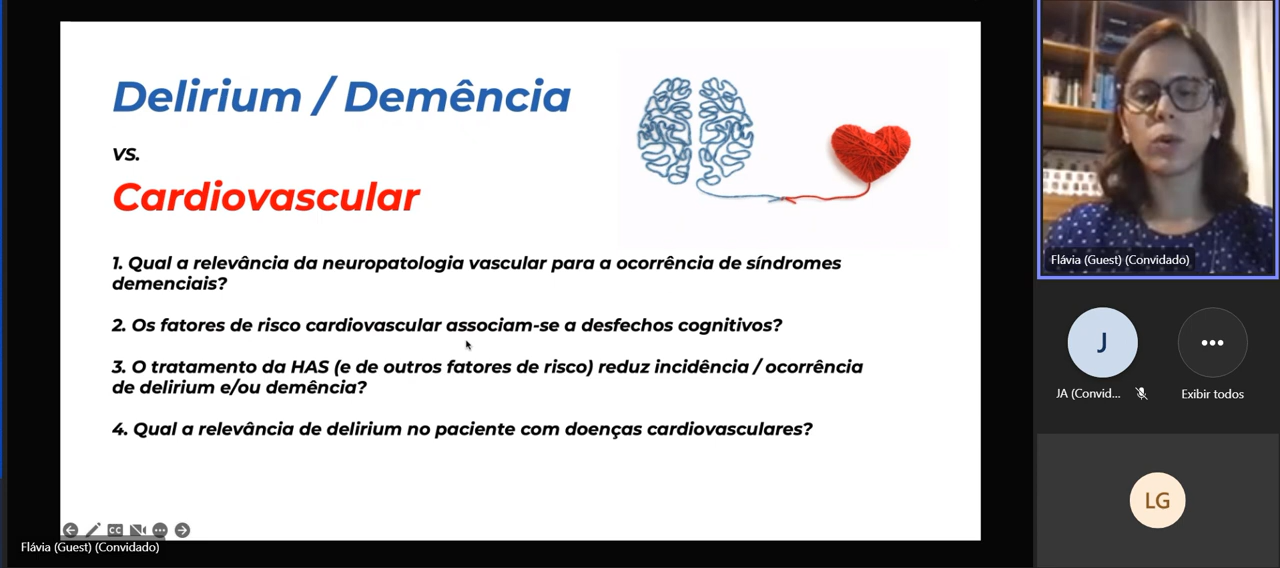 Delirium / Demência
vs.
Cardiovascular
1. Qual a relevância da neuropatologia vascular para a ocorrência de síndromes
demenciais?
2. Os fatores de risco cardiovascular associam-se a desfechos cognitivos?
3. O tratamento da HAS (e de outros fatores de risco) reduz incidência / ocorrência
de delirium e/ou demência?
4. Qual a relevância de delirium no paciente com doenças cardiovasculares?
CC
Flávia (Guest) (Convidado)
Flávia (Guest) (Convidado)
J
JA (Convid...
Exibir todos
LG